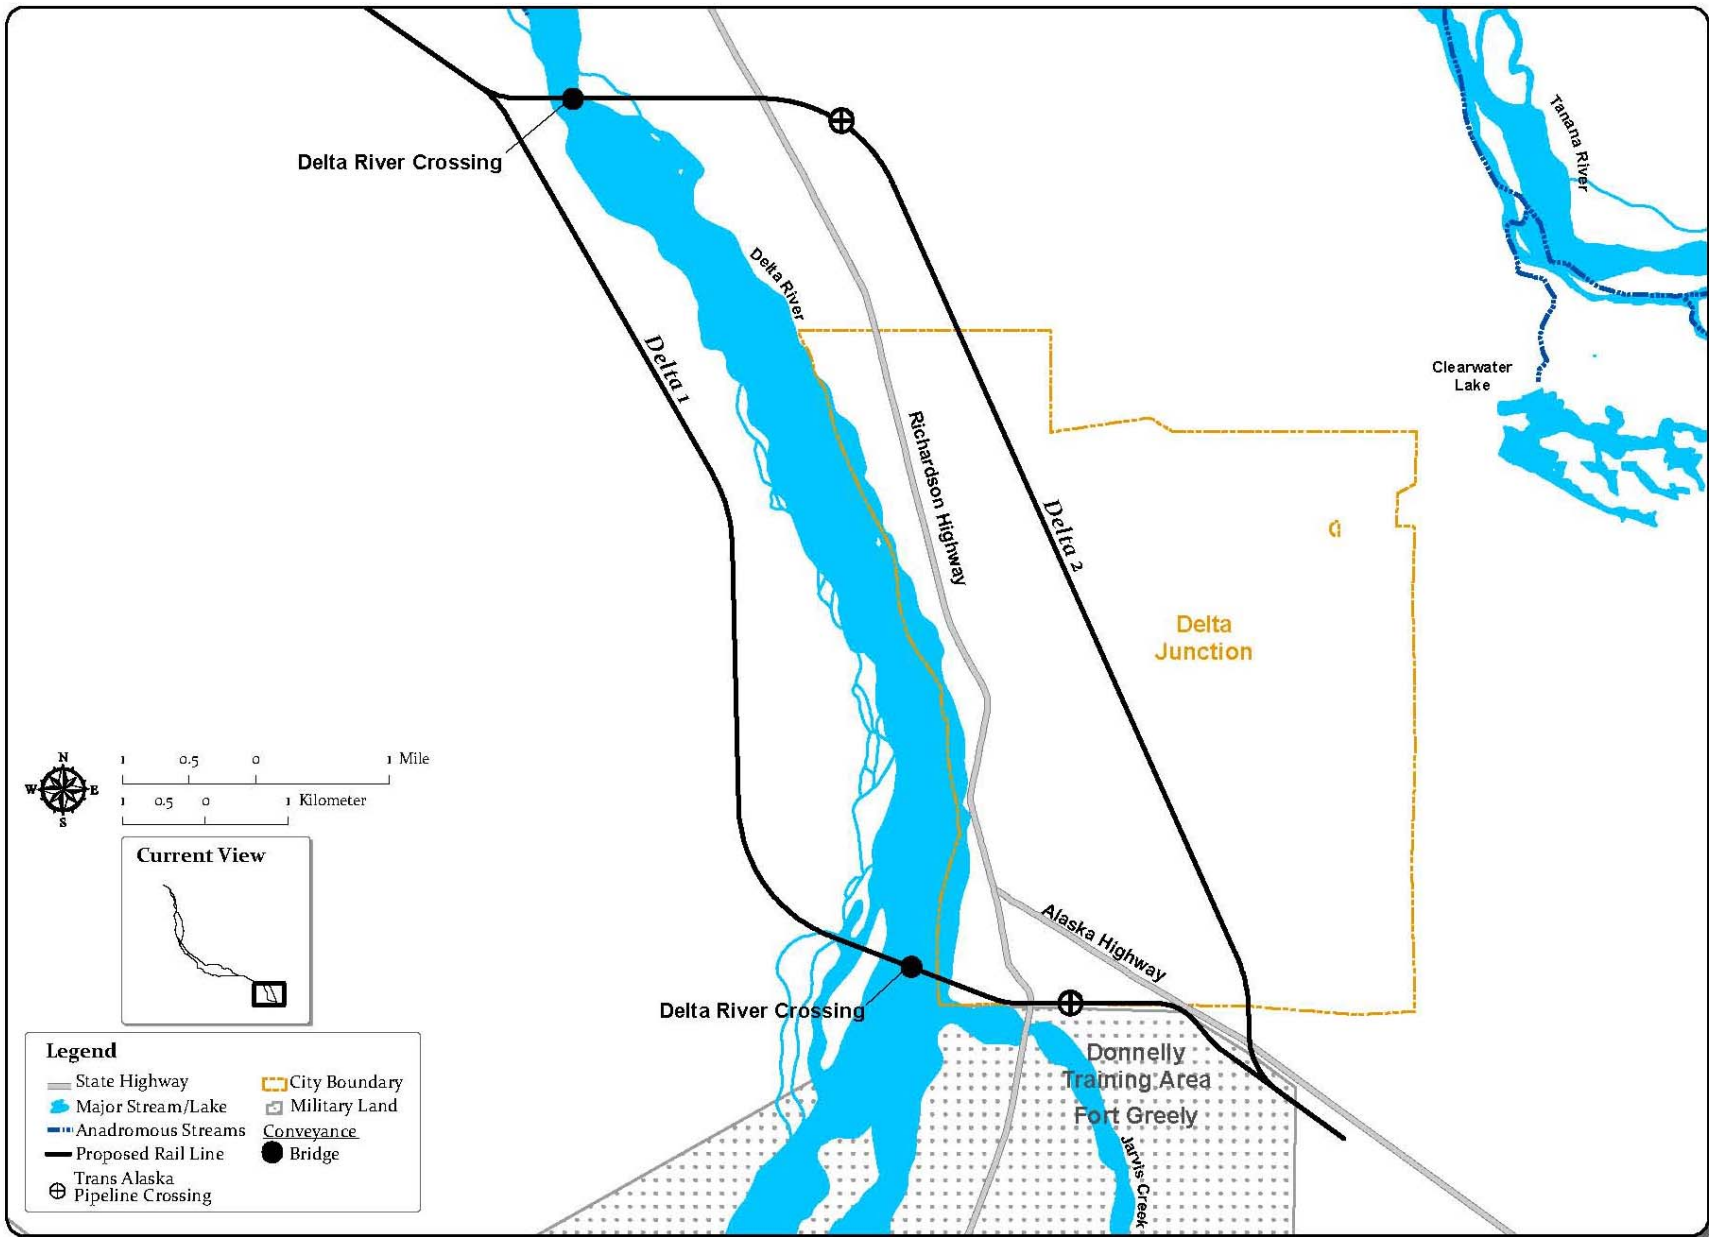 Tanana River
Delta River Crossing
Delta River
Delta 1
Clearwater
Lake
Richardson Highway
Delta 2
Delta
Junction
N
W E
S
1 0.5 0 1 Mile
1 0.5 0 1 Kilometer
Current View
Alaska Highway
Delta River Crossing
Donnelly
Training Area
Fort Greely
Jarvis Creek
Legend
State Highway
City Boundary
Major Stream/Lake
Military Land
Anadromous Streams
Conveyance
Proposed Rail Line
Bridge
Trans Alaska
Pipeline Crossing